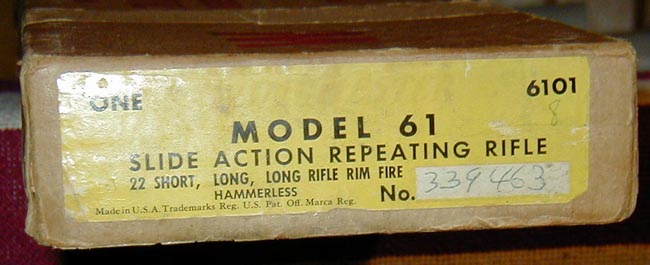 ONE 6101
8
MODEL 61
SLIDE ACTION REPEATING RIFLE
22 SHORT, LONG, LONG RIFLE RIM FIRE
HAMMERLESS No. 339463
Made in U.S.A. Trademarks Reg. U.S. Pat. Off. Marca Reg.